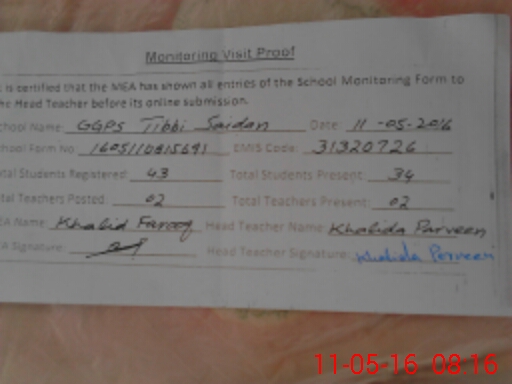 Monitoring Visit Proof
is certified that the MEA has shown all entries of the School Monitoring Form to
he Head Teacher before its online submission.
chool Name: GGPS Tibbi Saidan Date: 11-05-2016
chool Form No. EMIS Code: 31320726
tal Students Registered: 43 Total Students Present: 34
tal Teachers Posted: 02 Total Teachers Present: 02
EA Name: Khalid Farooq Head Teacher Name: Khalida Parveen
EA Signature: Head Teacher Signature: Khalida Perveen
11-05-16 08:16